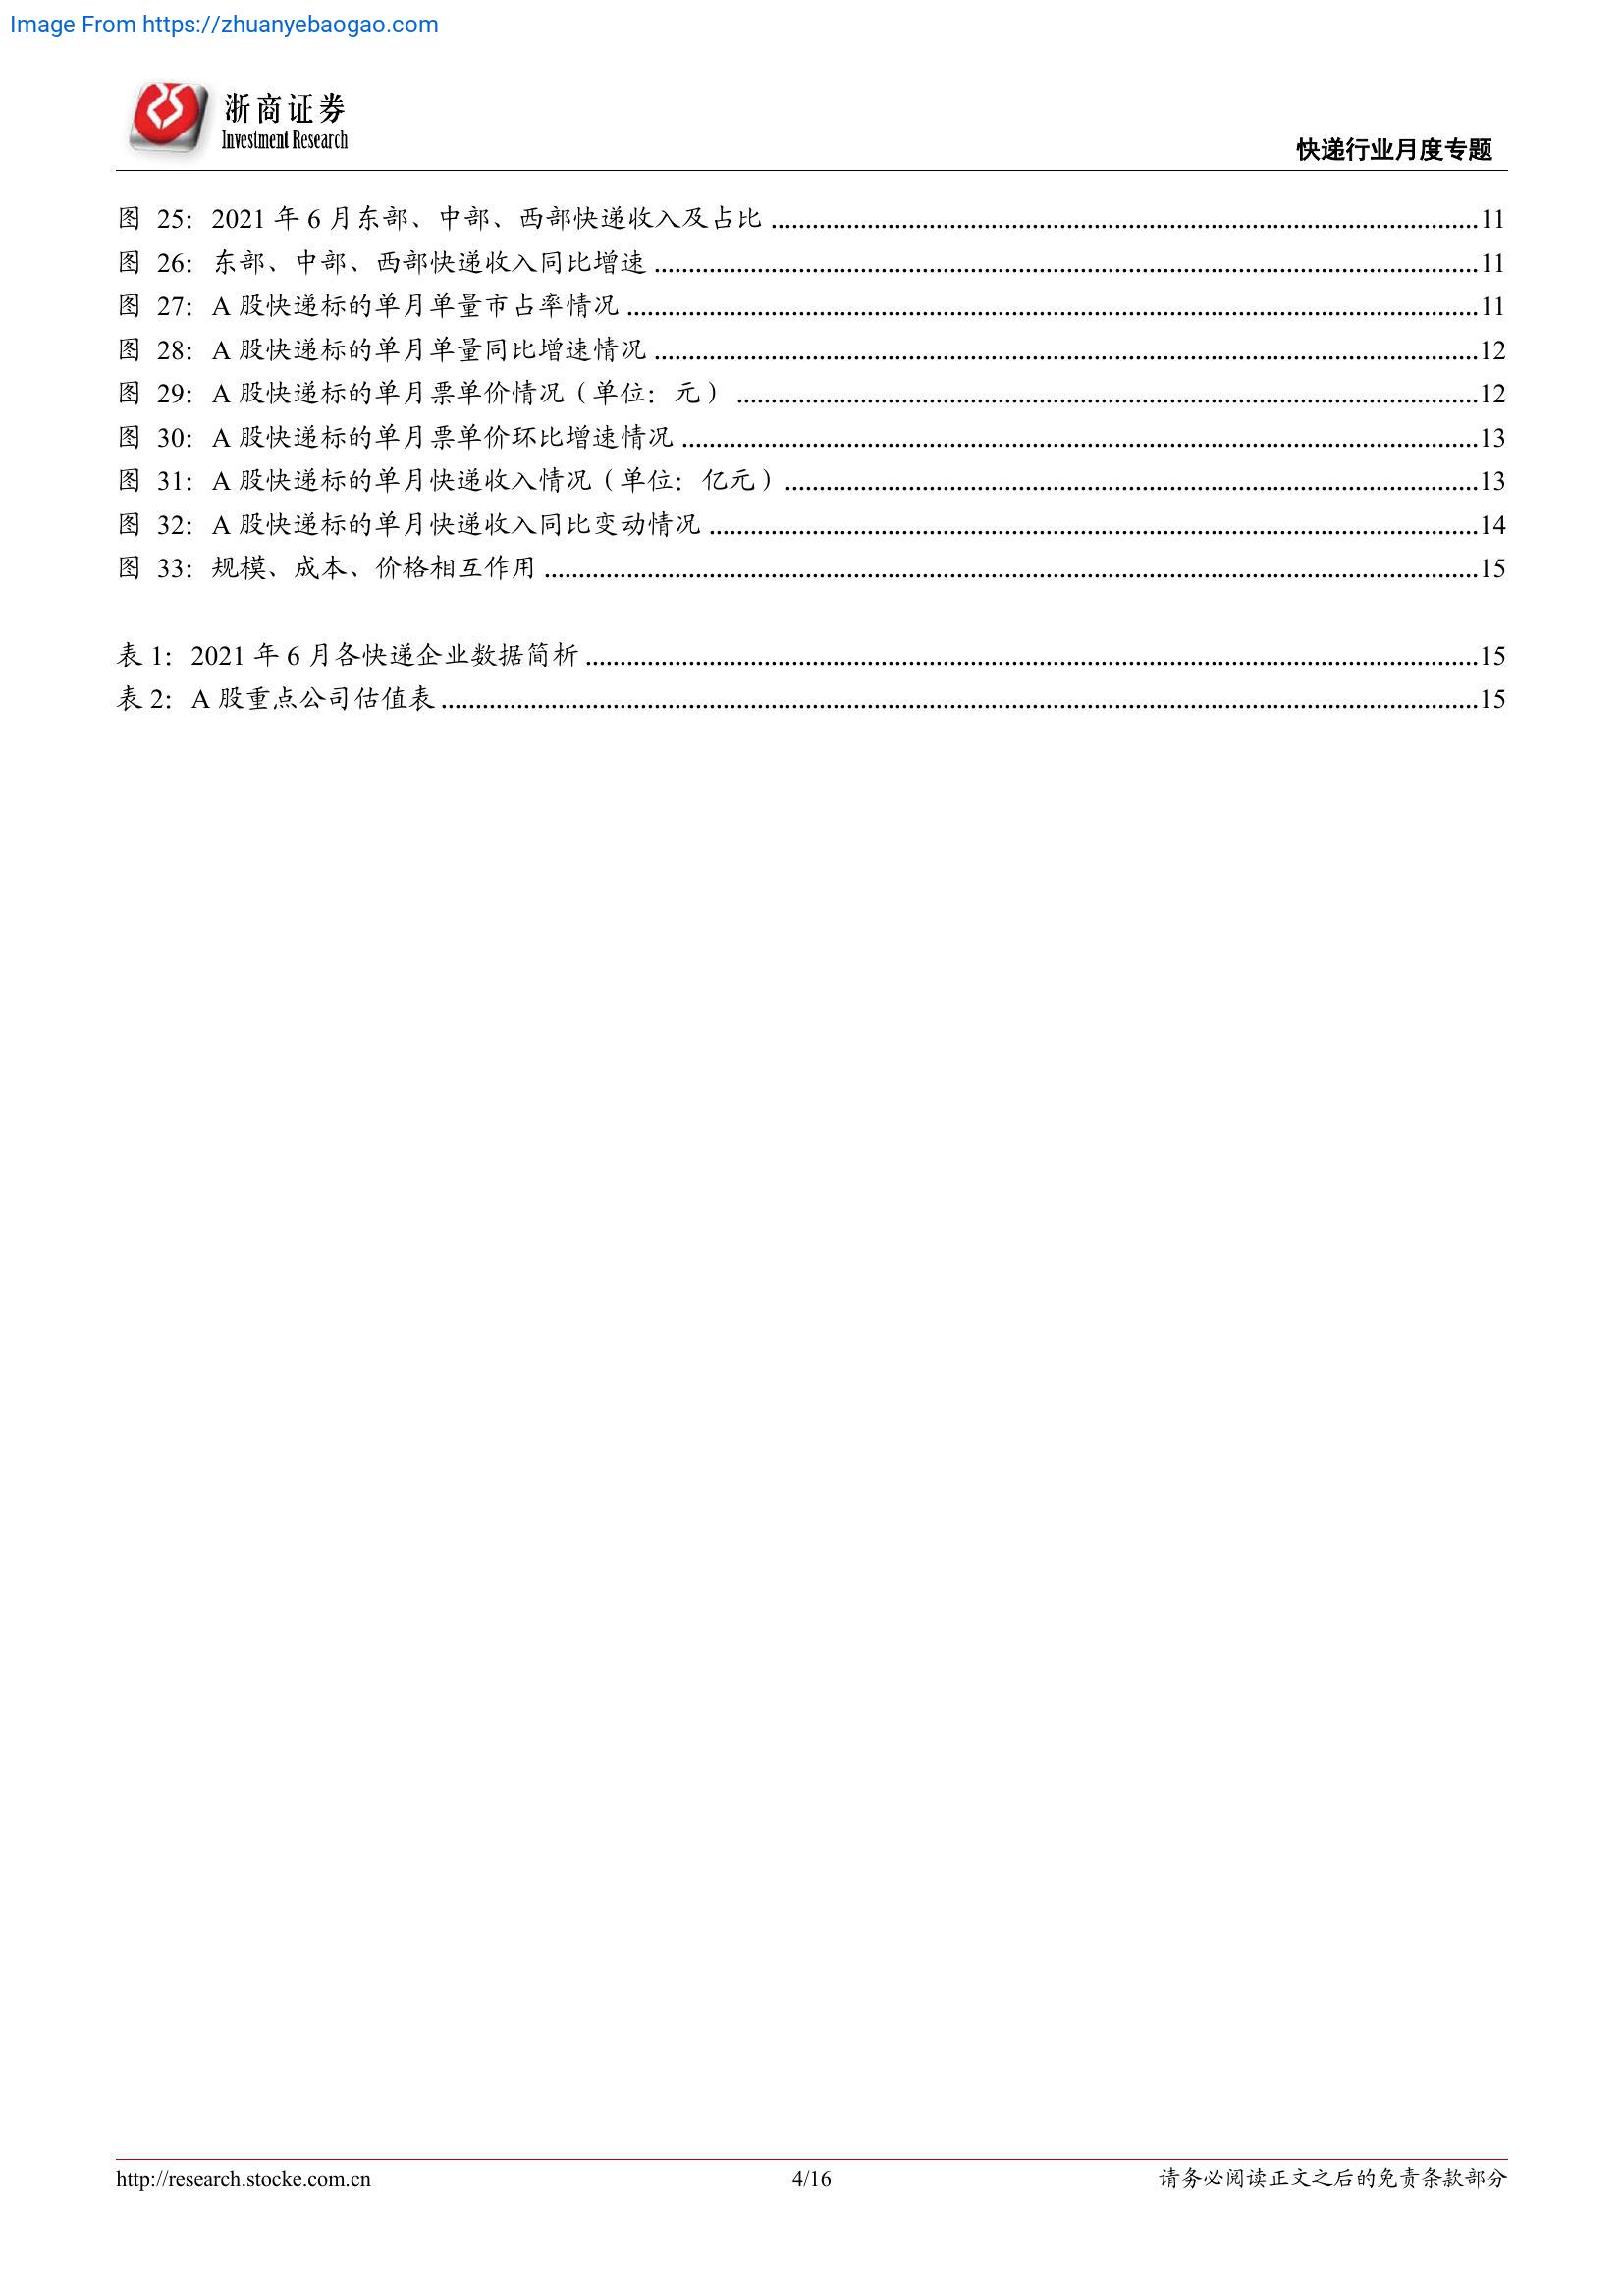 Image From https://zhuanyebaogao.com
浙商证券
Investment Research
快递行业月度专题
图 25：2021 年 6 月东部、中部、西部快递收入及占比 ........ 11
图 26：东部、中部、西部快递收入同比增速 ........ 11
图 27：A 股快递标的单月单量市占率情况 ........ 11
图 28：A 股快递标的单月单量同比增速情况 ........ 12
图 29：A 股快递标的单月票单价情况（单位：元） ........ 12
图 30：A 股快递标的单月票单价环比增速情况 ........ 13
图 31：A 股快递标的单月快递收入情况（单位：亿元） ........ 13
图 32：A 股快递标的单月快递收入同比变动情况 ........ 14
图 33：规模、成本、价格相互作用 ........ 15
表 1：2021 年 6 月各快递企业数据简析 ........ 15
表 2：A 股重点公司估值表 ........ 15
http://research.stocke.com.cn
4/16
请务必阅读正文之后的免责条款部分